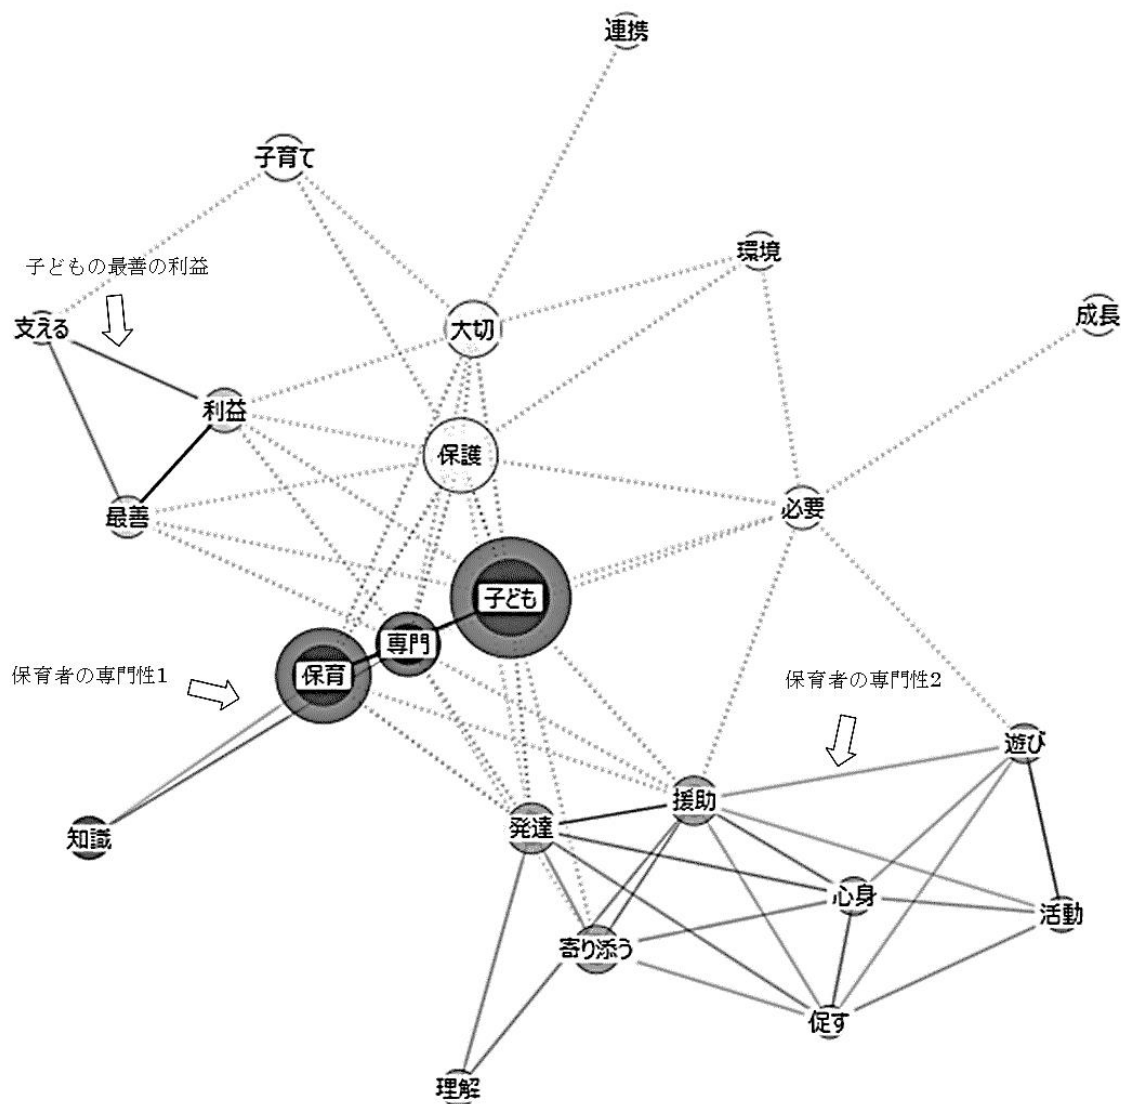 連携
子育て
環境
子どもの最善の利益
成長
支える
大切
利益
保護
最善
必要
子ども
専門
保育
保育者の専門性1
保育者の専門性2
遊び
援助
発達
知識
心身
活動
寄り添う
促す
理解